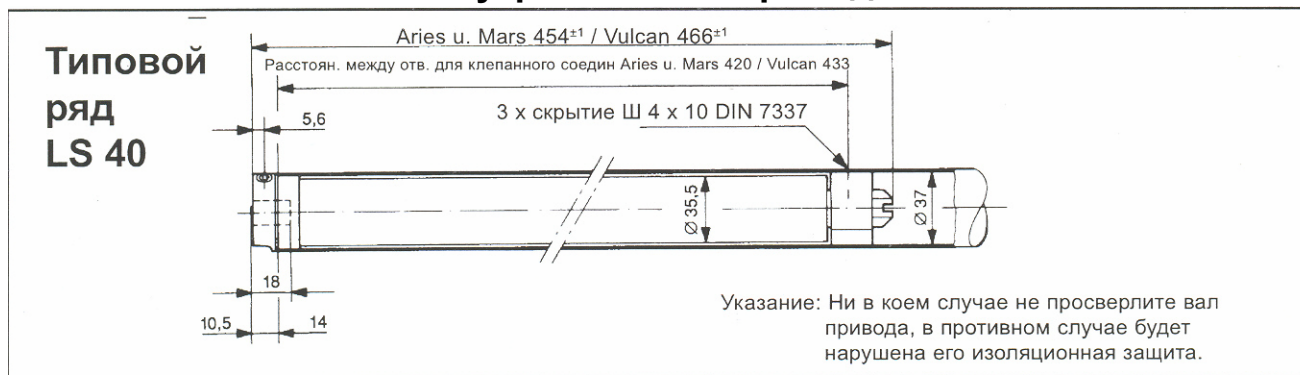 Типовой
ряд
LS 40
Aries u. Mars 454±1 / Vulcan 466±1
Расстоян. между отв. для клепанного соедин Aries u. Mars 420 / Vulcan 433
3 х скрытие Ш 4 x 10 DIN 7337
5,6
Ø 35,5
Ø 37
18
10,5
14
Указание: Ни в коем случае не просверлите вал
привода, в противном случае будет
нарушена его изоляционная защита.